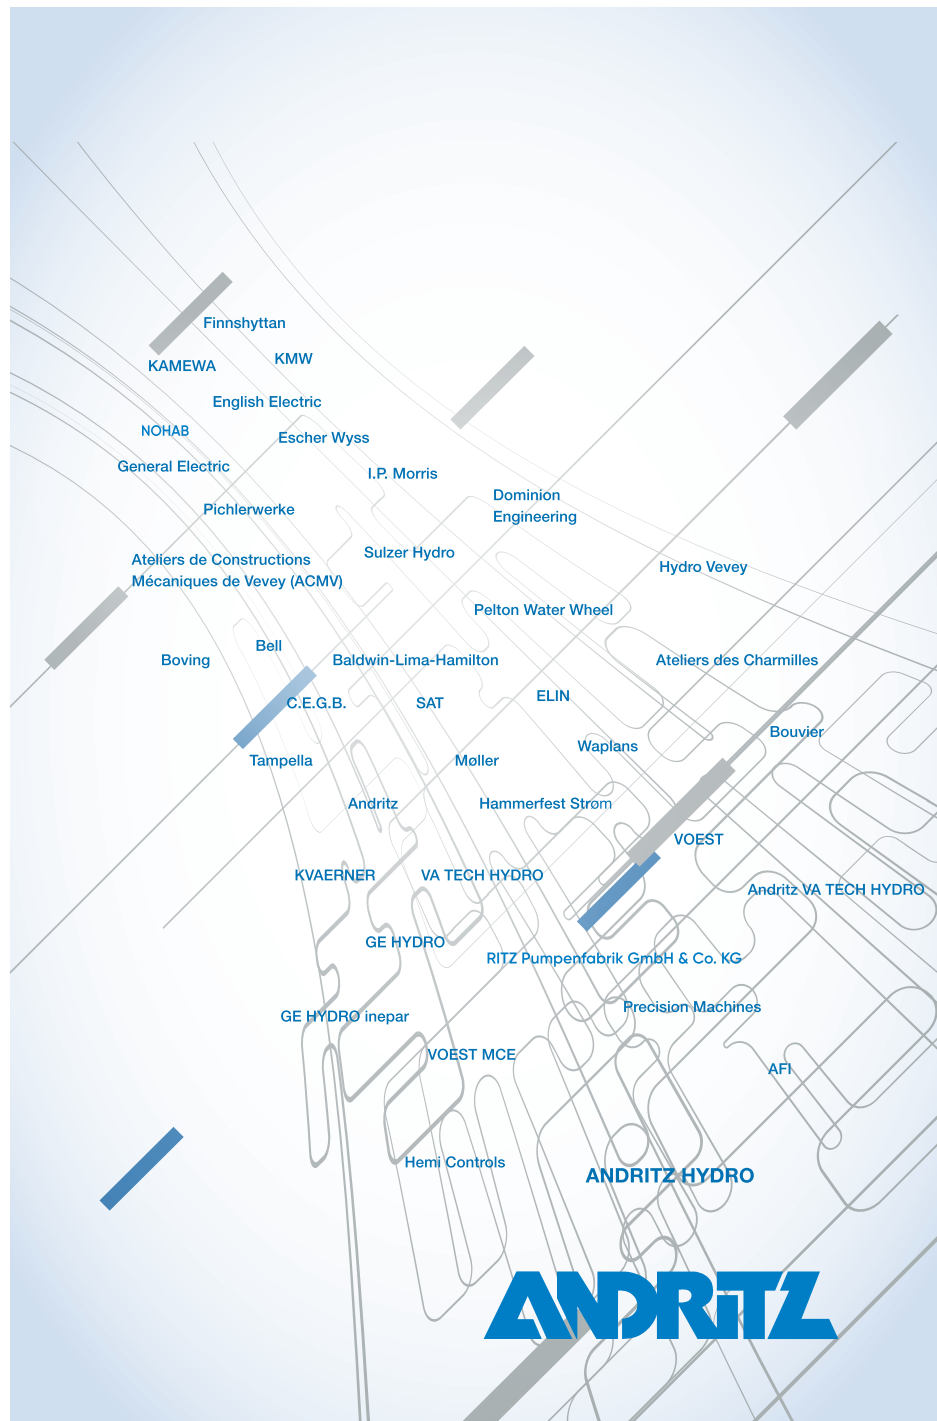 Finnshyttan
KMW
KAMEWA
English Electric
NOHAB
Escher Wyss
General Electric
I.P. Morris
Dominion
Engineering
Pichlerwerke
Sulzer Hydro
Ateliers de Constructions
Mécaniques de Vevey (ACMV)
Hydro Vevey
Pelton Water Wheel
Bell
Boving
Baldwin-Lima-Hamilton
Ateliers des Charmilles
C.E.G.B.
SAT
ELIN
Bouvier
Waplans
Tampella
Møller
Andritz
Hammerfest Strøm
VOEST
KVAERNER
VA TECH HYDRO
Andritz VA TECH HYDRO
GE HYDRO
RITZ Pumpenfabrik GmbH & Co. KG
Precision Machines
GE HYDRO inepar
VOEST MCE
AFI
Hemi Controls
ANDRITZ HYDRO
ANDRITZ